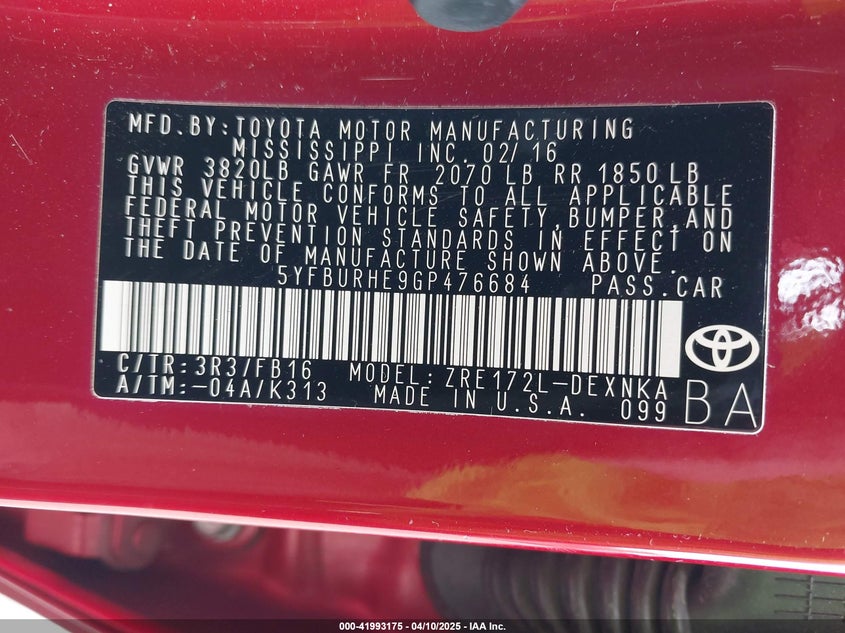 MFD.BY:TOYOTA MOTOR MANUFACTURING
MISSISSIPPI INC. 02/16
GVWR 3820LB GAWR FR 2070 LB RR 1850 LB
THIS VEHICLE CONFORMS TO ALL APPLICABLE
FEDERAL MOTOR VEHICLE SAFETY,BUMPER,AND
THEFT PREVENTION STANDARDS IN EFFECT ON
THE DATE OF MANUFACTURE SHOWN ABOVE.
5YFBURHE9GP476684 PASS.CAR
C/TR:3R3/FB16 MODEL:ZRE172L-DEXNKA
A/TM:-04A/K313 MADE IN U.S.A. 099
BA
000-41993175 - 04/10/2025 - IAA Inc.